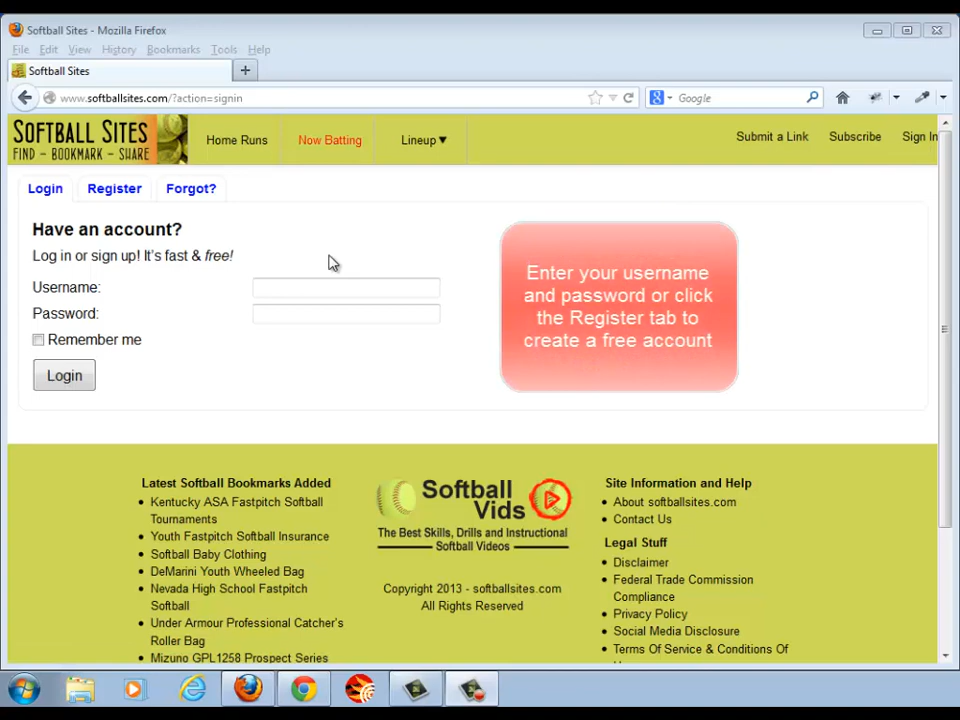 Softball Sites - Mozilla Firefox
File Edit View History Bookmarks Tools Help
Softball Sites
www.softballsites.com/?action=signin
Google
SOFTBALL SITES
FIND - BOOKMARK - SHARE
Home Runs
Now Batting
Lineup ▼
Submit a Link
Subscribe
Sign In
Login
Register
Forgot?
Have an account?
Log in or sign up! It's fast & free!
Username:
Password:
Remember me
Login
Enter your username
and password or click
the Register tab to
create a free account
Latest Softball Bookmarks Added
Kentucky ASA Fastpitch Softball
Tournaments
Youth Fastpitch Softball Insurance
Softball Baby Clothing
DeMarini Youth Wheeled Bag
Nevada High School Fastpitch
Softball
Under Armour Professional Catcher's
Roller Bag
Mizuno GPL1258 Prospect Series
Softball
Vids
The Best Skills, Drills and Instructional
Softball Videos
Copyright 2013 - softballsites.com
All Rights Reserved
Site Information and Help
About softballsites.com
Contact Us
Legal Stuff
Disclaimer
Federal Trade Commission
Compliance
Privacy Policy
Social Media Disclosure
Terms Of Service & Conditions Of